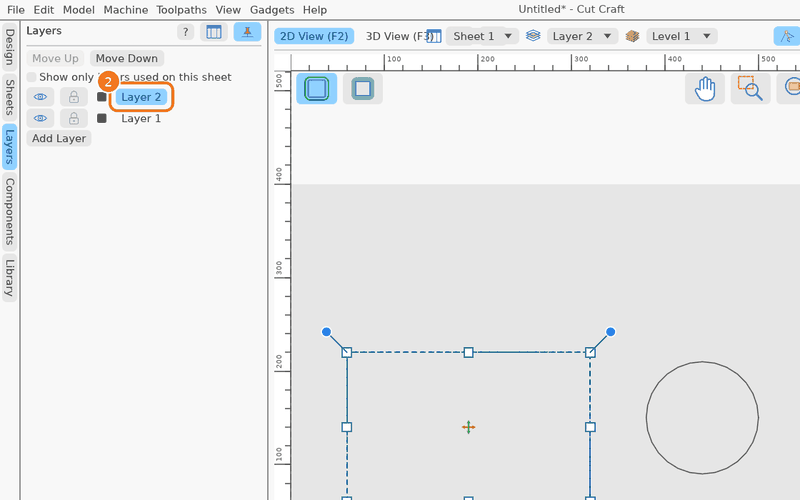 File Edit Model Machine Toolpaths View Gadgets Help
Untitled* - Cut Craft
Design
Sheets
Layers
Components
Library
Layers
?
Move Up Move Down
Show only
rs used on this sheet
2
Layer 2
Layer 1
Add Layer
2D View (F2) 3D View (F3) Sheet 1 Layer 2 Level 1
100 200 300 400 500
500
400
300
200
100